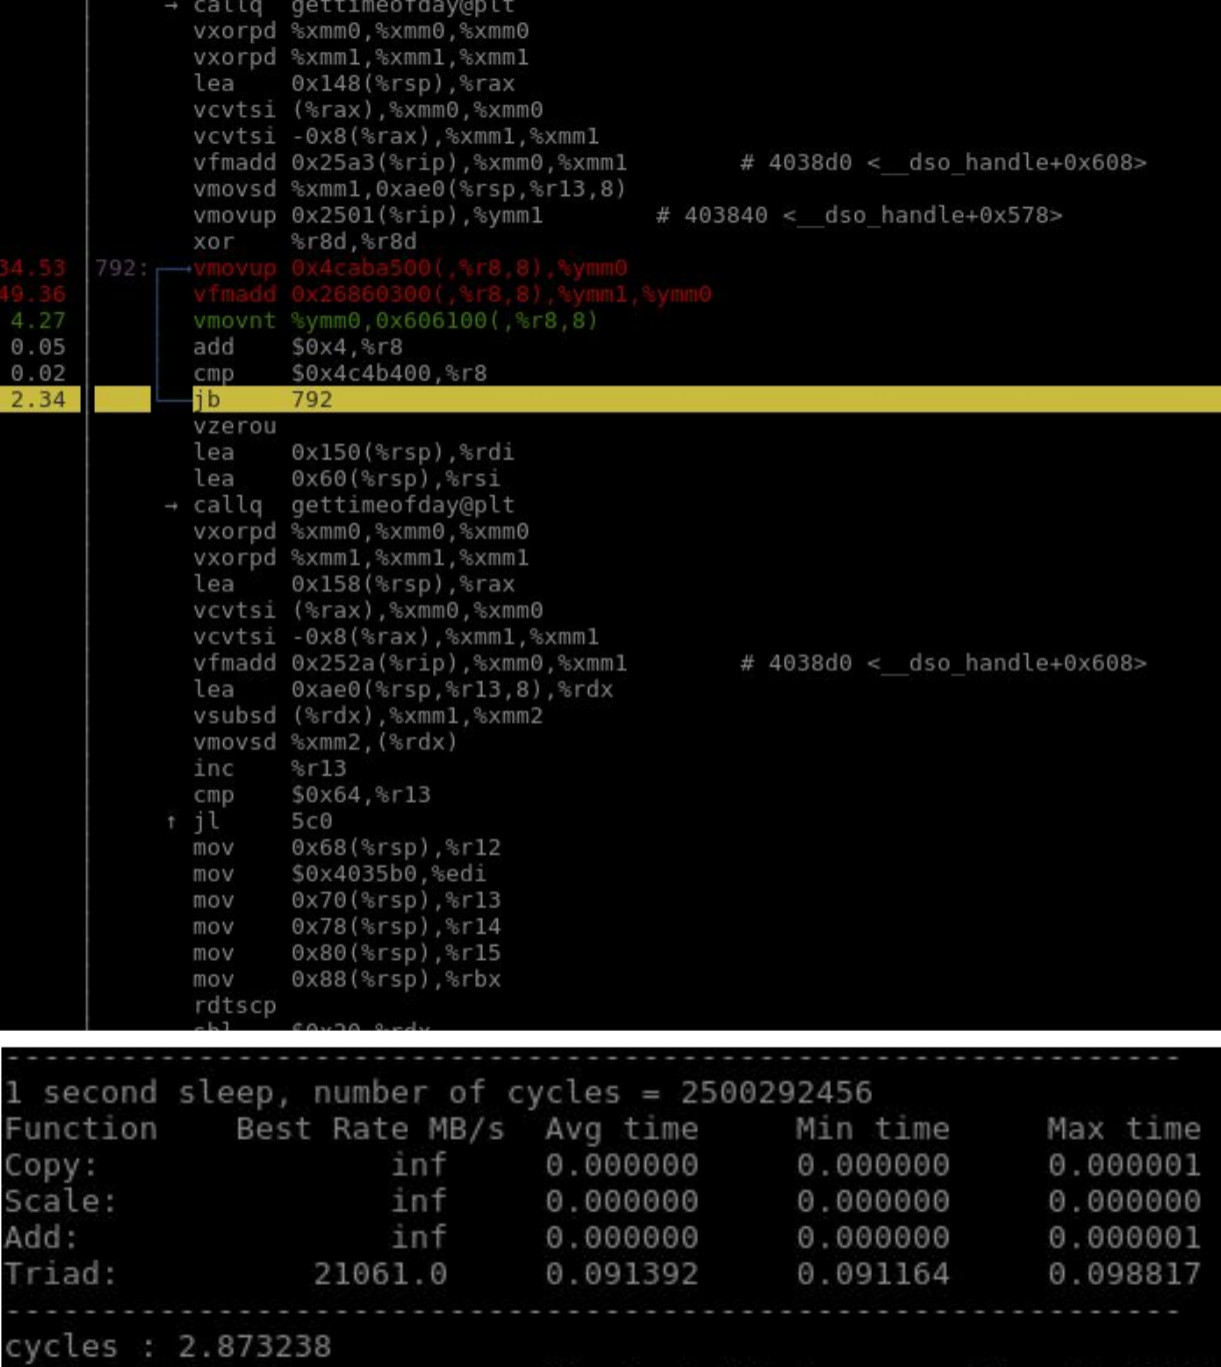 → callq gettimeofday@plt
vxorpd %xmm0,%xmm0,%xmm0
vxorpd %xmm1,%xmm1,%xmm1
lea 0x148(%rsp),%rax
vcvtsi (%rax),%xmm0,%xmm0
vcvtsi -0x8(%rax),%xmm1,%xmm1
vfmadd 0x25a3(%rip),%xmm0,%xmm1 # 4038d0 <__dso_handle+0x608>
vmovsd %xmm1,0xae0(%rsp,%r13,8)
vmovup 0x2501(%rip),%ymm1 # 403840 <__dso_handle+0x578>
xor %r8d,%r8d
34.53 792: vmovup 0x4caba500(,%r8,8),%ymm0
49.36 vfmadd 0x26860300(,%r8,8),%ymm1,%ymm0
4.27 vmovnt %ymm0,0x606100(,%r8,8)
0.05 add $0x4,%r8
0.02 cmp $0x4c4b400,%r8
2.34 jb 792
vzerou
lea 0x150(%rsp),%rdi
lea 0x60(%rsp),%rsi
→ callq gettimeofday@plt
vxorpd %xmm0,%xmm0,%xmm0
vxorpd %xmm1,%xmm1,%xmm1
lea 0x158(%rsp),%rax
vcvtsi (%rax),%xmm0,%xmm0
vcvtsi -0x8(%rax),%xmm1,%xmm1
vfmadd 0x252a(%rip),%xmm0,%xmm1 # 4038d0 <__dso_handle+0x608>
lea 0xae0(%rsp,%r13,8),%rdx
vsubsd (%rdx),%xmm1,%xmm2
vmovsd %xmm2,(%rdx)
inc %r13
cmp $0x64,%r13
↑ jl 5c0
mov 0x68(%rsp),%r12
mov $0x4035b0,%edi
mov 0x70(%rsp),%r13
mov 0x78(%rsp),%r14
mov 0x80(%rsp),%r15
mov 0x88(%rsp),%rbx
rdtscp
shl $0x20,%rdx
-------------------------------------------------------------
1 second sleep, number of cycles = 2500292456
Function Best Rate MB/s Avg time Min time Max time
Copy: inf 0.000000 0.000000 0.000001
Scale: inf 0.000000 0.000000 0.000000
Add: inf 0.000000 0.000000 0.000001
Triad: 21061.0 0.091392 0.091164 0.098817
-------------------------------------------------------------
cycles : 2.873238